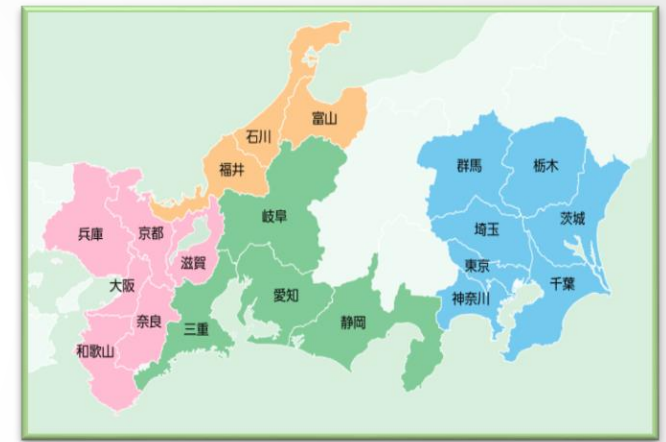 富山
石川
福井
群馬
栃木
岐阜
茨城
兵庫
京都
埼玉
滋賀
東京
大阪
千葉
愛知
神奈川
奈良
三重
静岡
和歌山